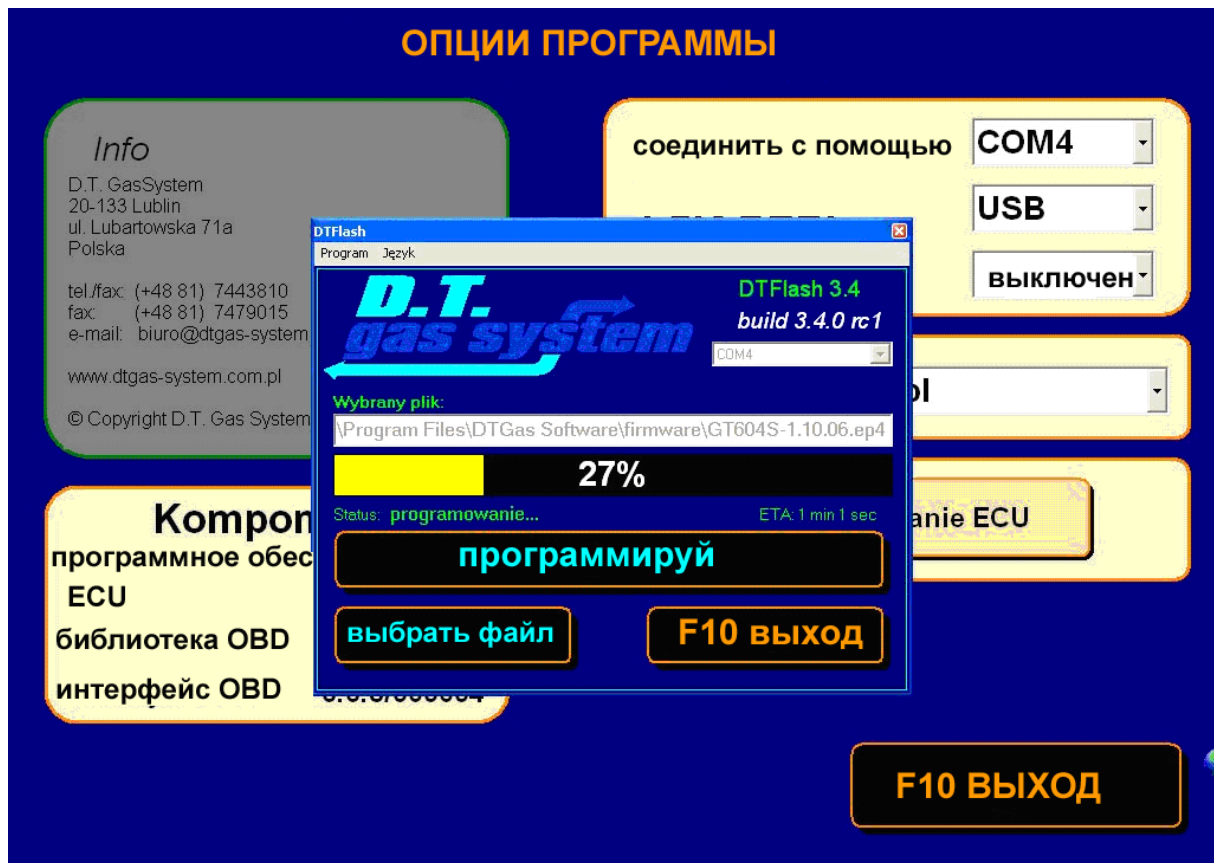 ОПЦИИ ПРОГРАММЫ
Info
D.T. GasSystem
20-133 Lublin
ul. Lubartowska 71a
Polska
tel./fax: (+48 81) 7443810
fax: (+48 81) 7479015
e-mail: biuro@dtgas-system
www.dtgas-system.com.pl
© Copyright D.T. Gas System
соединить с помощью
COM4
USB
выключен
pl
anie ECU
Kompon
программное обес
ECU
библиотека OBD
интерфейс OBD
DTFlash
Program Język
D.T.
gas system
DTFlash 3.4
build 3.4.0 rc1
COM4
Wybrany plik:
\Program Files\DTGas Software\firmware\GT604S-1.10.06.ep4
27%
Status: programowanie...
ETA: 1 min 1 sec
программируй
выбрать файл
F10 выход
F10 ВЫХОД